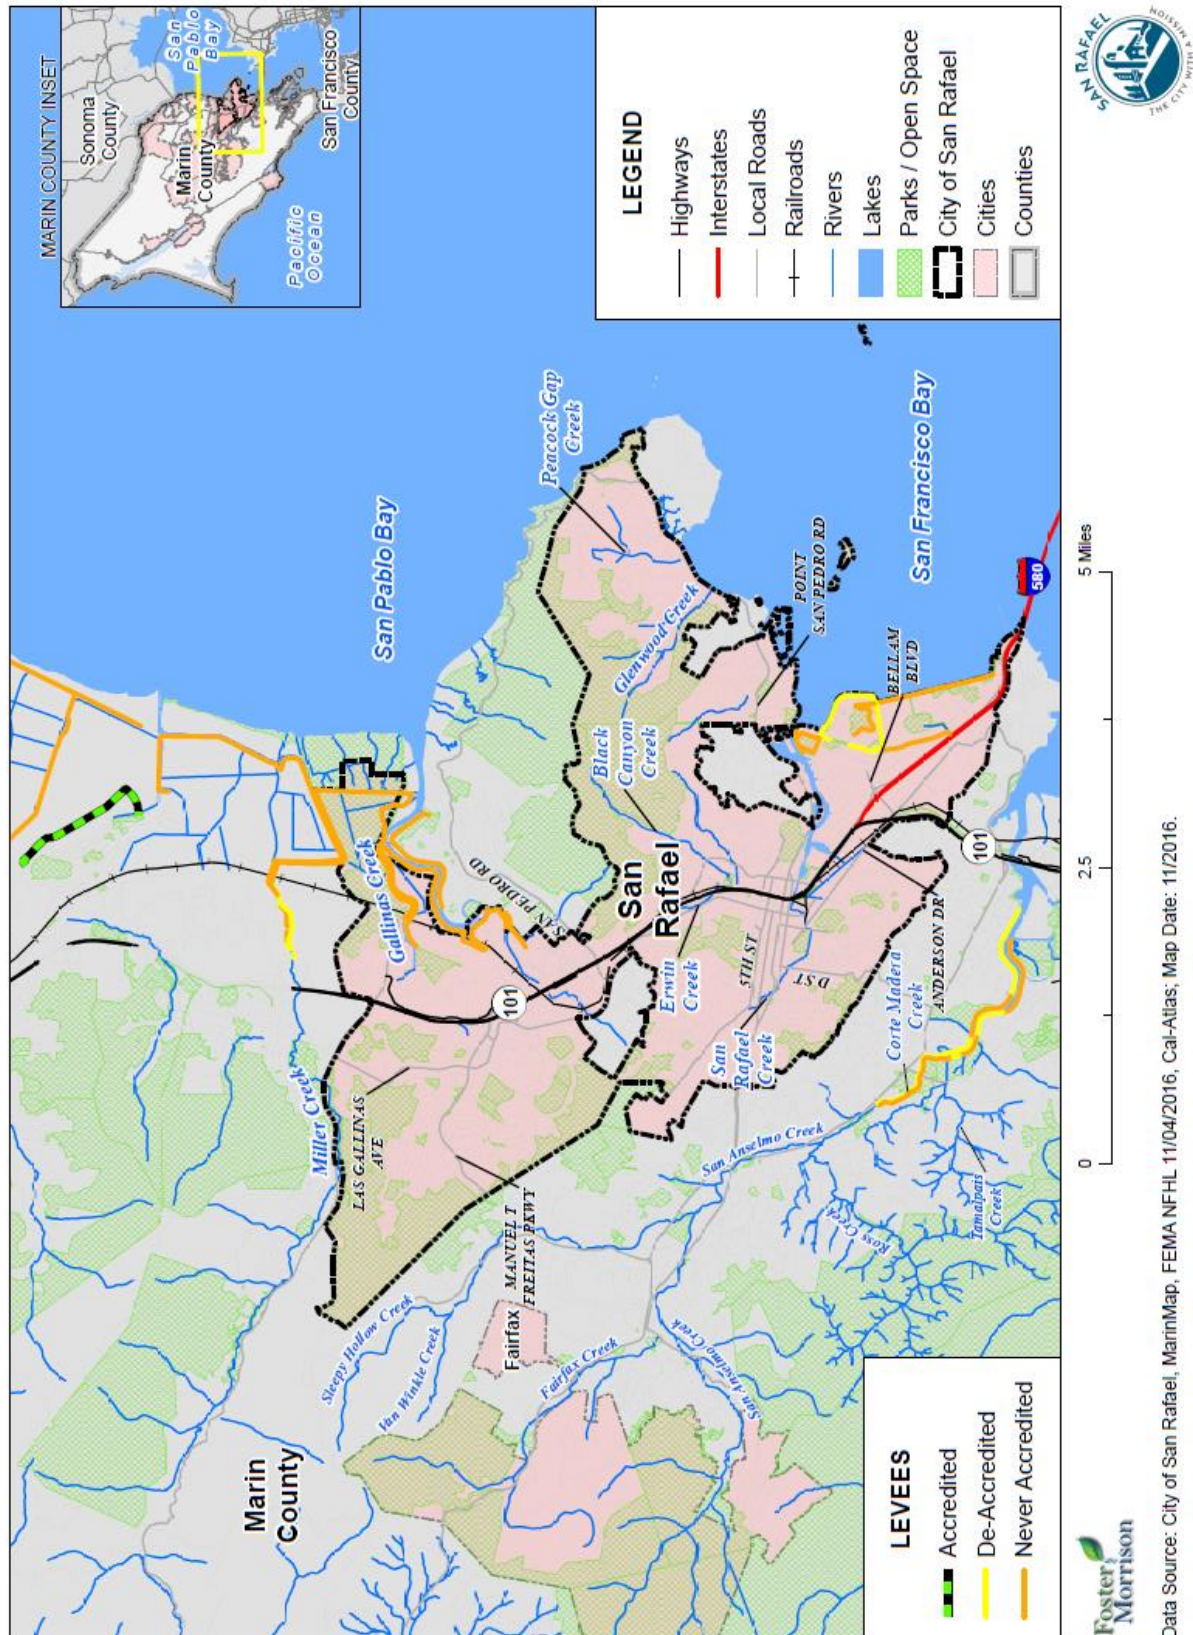 MARIN COUNTY INSET
Sonoma
County
San
Pablo
Bay
Marin
County
San Francisco
County
Pacific
Ocean
LEGEND
Highways
Interstates
Local Roads
Railroads
Rivers
Lakes
Parks / Open Space
City of San Rafael
Cities
Counties
SAN RAFAEL
THE CITY WITH A MISSION
San Pablo Bay
San Francisco Bay
Peacock Gap
Creek
Glenwood Creek
Black
Canyon
Creek
POINT
SAN PEDRO RD
BELLAM
BLVD
580
Gallinas Creek
SAN PEDRO RD
San
Rafael
Erwin
Creek
5TH ST
D ST
San
Rafael
Creek
Corte Madera
Creek
ANDERSON DR
101
101
Miller Creek
LAS GALLINAS
AVE
MANUEL T
FREITAS PKWY
San Anselmo Creek
Ross Creek
Tamalpais
Creek
Sleepy Hollow Creek
Van Winkle Creek
Fairfax
Fairfax Creek
San Anselmo Creek
Marin
County
LEVEES
Accredited
De-Accredited
Never Accredited
0
2.5
5 Miles
Foster
Morrison
Data Source: City of San Rafael, MarinMap, FEMA NFHL 11/04/2016, Cal-Atlas; Map Date: 11/2016.